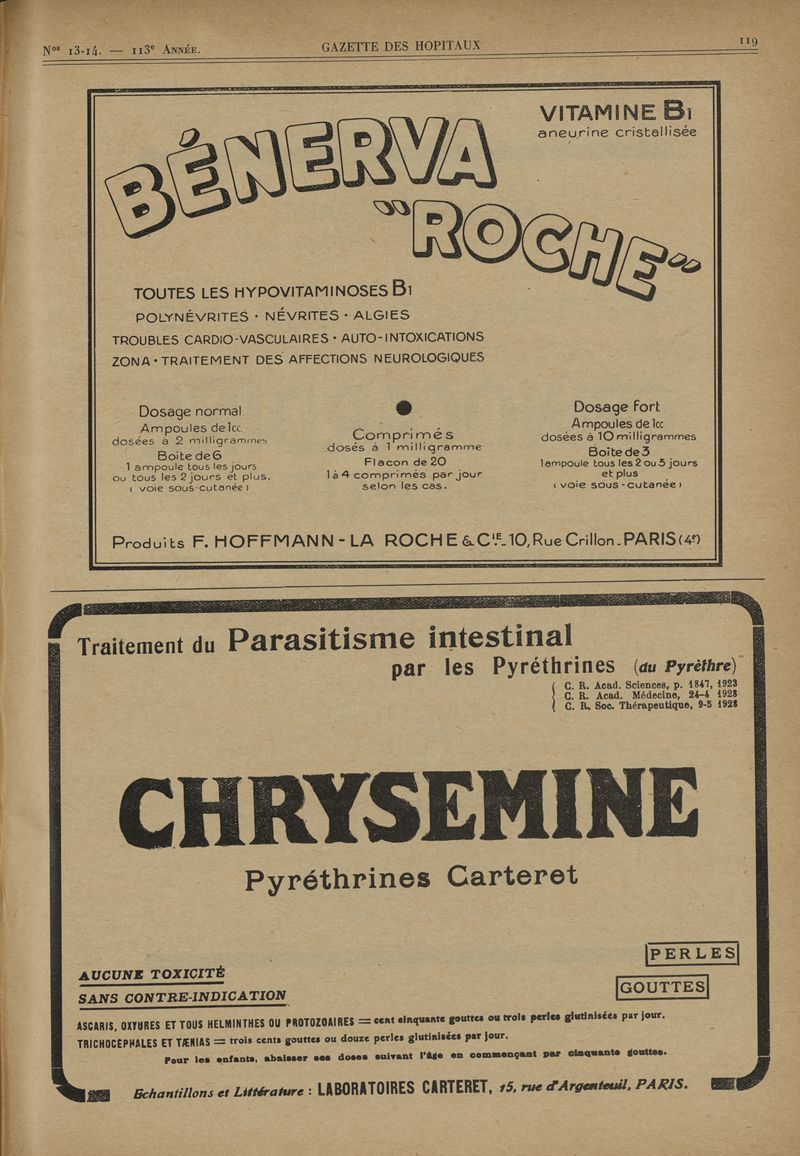 Nos 13-14. — 113e ANNÉE.
GAZETTE DES HOPITAUX
119
VITAMINE B1
aneurine cristallisée
BÉNERVA
"ROCHE"
TOUTES LES HYPOVITAMINOSES B1
POLYNÉVRITES · NÉVRITES · ALGIES
TROUBLES CARDIO-VASCULAIRES · AUTO-INTOXICATIONS
ZONA · TRAITEMENT DES AFFECTIONS NEUROLOGIQUES
Dosage normal
Ampoules de 1cc.
dosées à 2 milligrammes
Boite de 6
1 ampoule tous les jours
ou tous les 2 jours et plus.
( voie sous-cutanée )
Comprimés
dosés à 1 milligramme
Flacon de 20
1 à 4 comprimés par jour
selon les cas.
Dosage fort
Ampoules de 1cc
dosées à 10 milligrammes
Boîte de 3
1 ampoule tous les 2 ou 3 jours
et plus
( voie sous-cutanée )
Produits F. HOFFMANN-LA ROCHE & CIE. 10, Rue Crillon. PARIS (4e)
Traitement du Parasitisme intestinal
par les Pyréthrines (du Pyrèthre)
C. R. Acad. Sciences, p. 1847, 1923
C. R. Acad. Médecine, 24-4 1928
C. R. Soc. Thérapeutique, 9-5 1928
CHRYSEMINE
Pyréthrines Carteret
PERLES
AUCUNE TOXICITÉ
GOUTTES
SANS CONTRE-INDICATION
ASCARIS, OXYURES ET TOUS HELMINTHES OU PROTOZOAIRES = cent cinquante gouttes ou trois perles glutinisées par jour.
TRICHOCÉPHALES ET TÆNIAS = trois cents gouttes ou douze perles glutinisées par jour.
Pour les enfants, abaisser ses doses suivant l'âge en commençant par cinquante gouttes.
Echantillons et Littérature : LABORATOIRES CARTERET, 15, rue d'Argenteuil, PARIS.